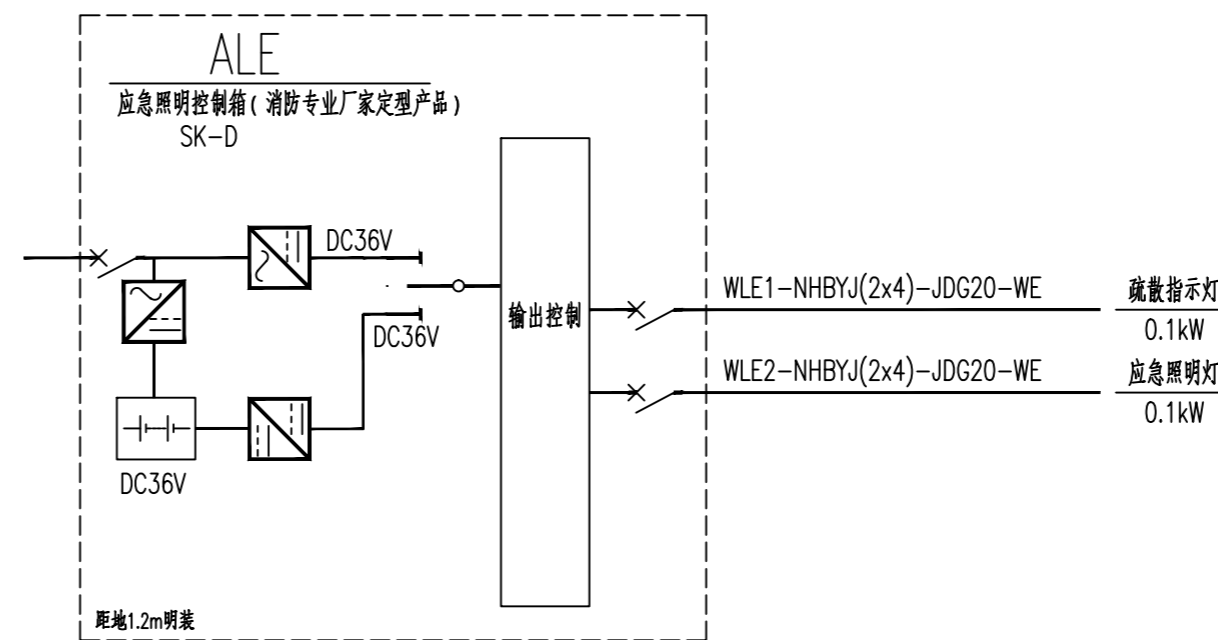 ALE
应急照明控制箱(消防专业厂家定型产品)
SK-D
DC36V
DC36V
DC36V
输出控制
WLE1-NHBYJ(2x4)-JDG20-WE
疏散指示灯
0.1kW
WLE2-NHBYJ(2x4)-JDG20-WE
应急照明灯
0.1kW
距地1.2m明装